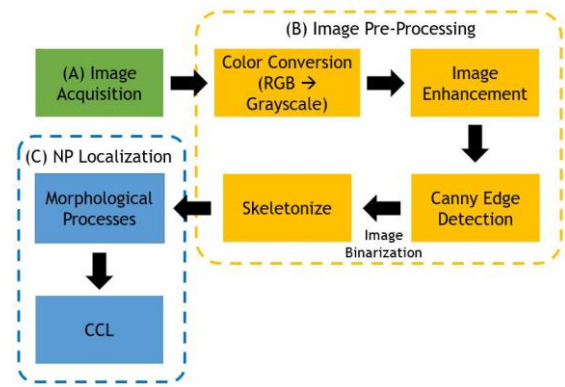 (B) Image Pre-Processing
(A) Image
Acquisition
Color Conversion
(RGB →
Grayscale)
Image
Enhancement
Canny Edge
Detection
Image
Binarization
Skeletonize
(C) NP Localization
Morphological
Processes
CCL